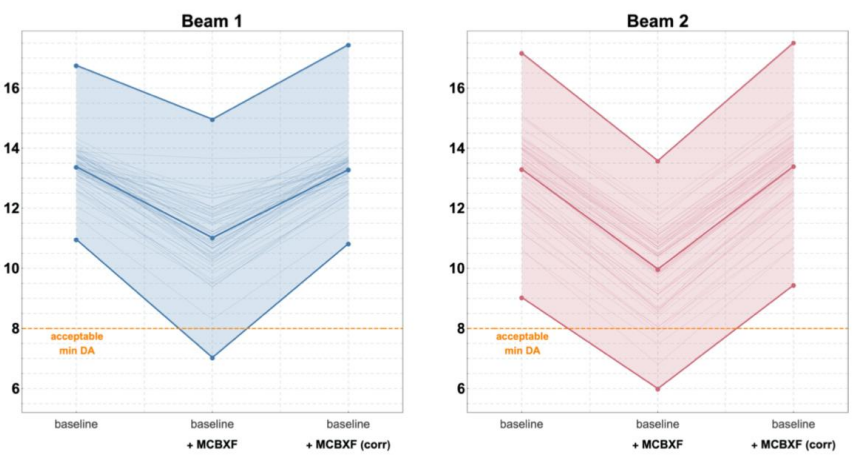 Beam 1
16
14
12
10
8
6
acceptable
min DA
baseline
baseline
+ MCBXF
baseline
+ MCBXF (corr)
Beam 2
16
14
12
10
8
6
acceptable
min DA
baseline
baseline
+ MCBXF
baseline
+ MCBXF (corr)